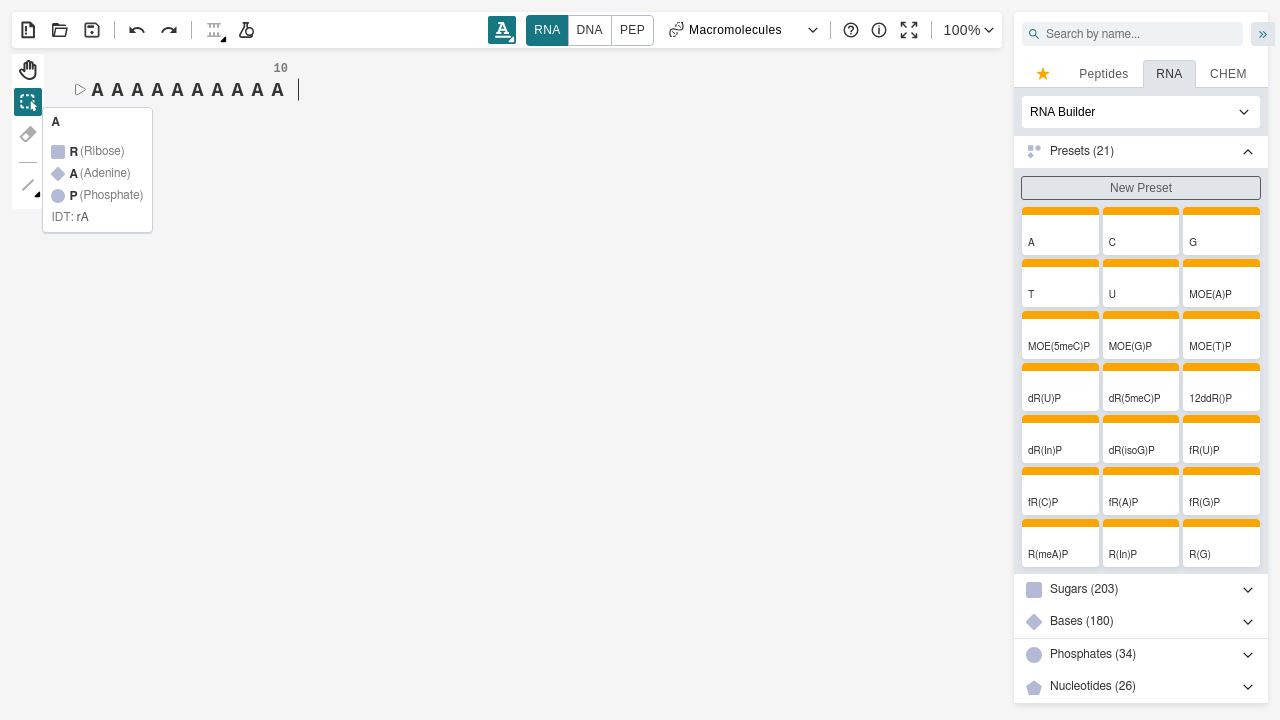 A RNA DNA PEP Macromolecules 100%
Search by name...
Peptides RNA CHEM
RNA Builder
Presets (21)
New Preset
A C G
T U MOE(A)P
MOE(5meC)P MOE(G)P MOE(T)P
dR(U)P dR(5meC)P 12ddR()P
dR(In)P dR(isoG)P fR(U)P
fR(C)P fR(A)P fR(G)P
R(meA)P R(In)P R(G)
Sugars (203)
Bases (180)
Phosphates (34)
Nucleotides (26)
10
A A A A A A A A A A
A
R (Ribose)
A (Adenine)
P (Phosphate)
IDT: rA